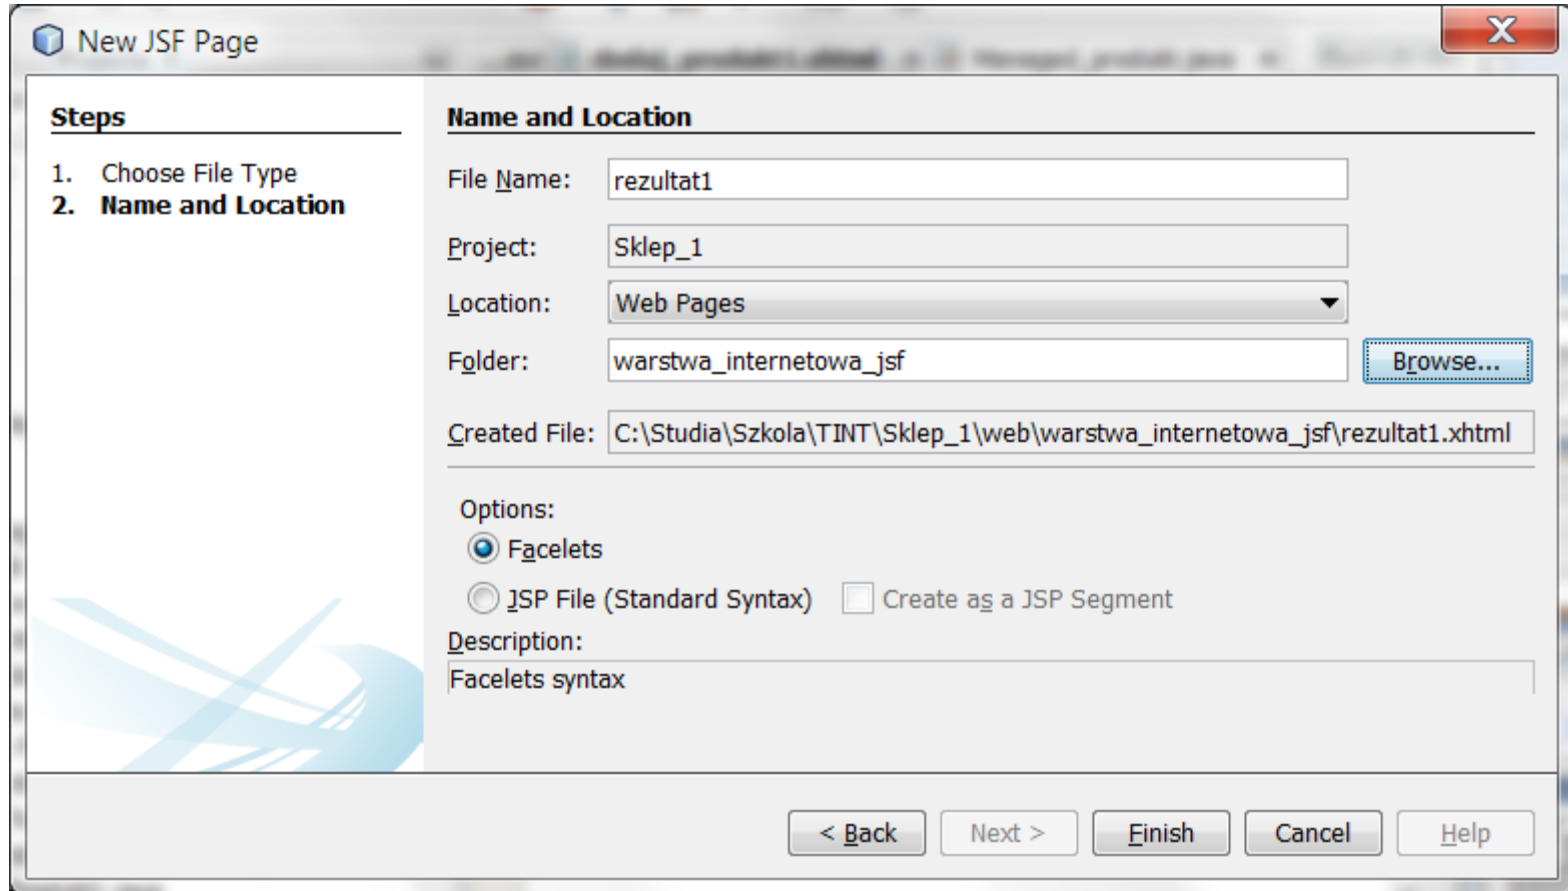 New JSF Page
Steps
1. Choose File Type
2. Name and Location
Name and Location
File Name: rezultat1
Project: Sklep_1
Location: Web Pages
Folder: warstwa_internetowa_jsf Browse...
Created File: C:\Studia\Szkola\TINT\Sklep_1\web\warstwa_internetowa_jsf\rezultat1.xhtml
Options:
Facelets
JSP File (Standard Syntax) Create as a JSP Segment
Description:
Facelets syntax
< Back Next > Finish Cancel Help